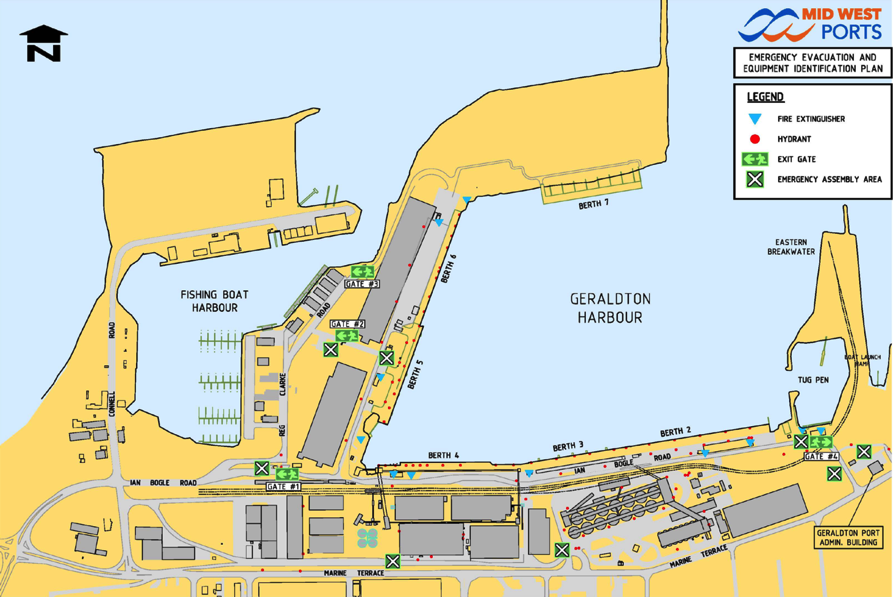 N
MID WEST
PORTS
EMERGENCY EVACUATION AND
EQUIPMENT IDENTIFICATION PLAN
LEGEND
FIRE EXTINGUISHER
HYDRANT
EXIT GATE
EMERGENCY ASSEMBLY AREA
BERTH 7
EASTERN
BREAKWATER
BERTH 6
GATE #3
FISHING BOAT
HARBOUR
GERALDTON
HARBOUR
ROAD
GATE #2
ROAD
BOAT LAUNCH
RAMP
BERTH 5
TUG PEN
CONNELL
REG
CLARKE
BERTH 2
BERTH 3
BERTH 4
GATE #4
IAN
BOGLE
ROAD
GATE #1
IAN BOGLE ROAD
GERALDTON PORT
ADMIN. BUILDING
MARINE TERRACE
MARINE TERRACE